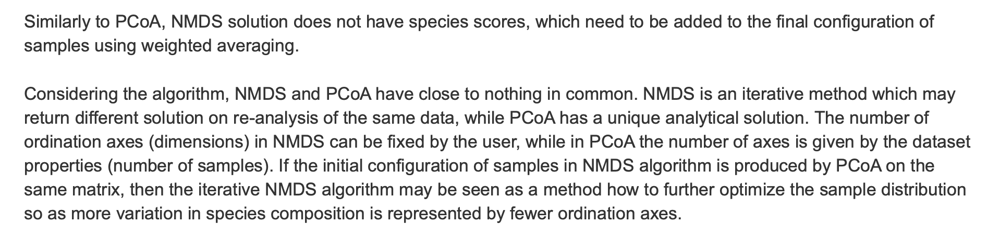 Similarly to PCoA, NMDS solution does not have species scores, which need to be added to the final configuration of
samples using weighted averaging.
Considering the algorithm, NMDS and PCoA have close to nothing in common. NMDS is an iterative method which may
return different solution on re-analysis of the same data, while PCoA has a unique analytical solution. The number of
ordination axes (dimensions) in NMDS can be fixed by the user, while in PCoA the number of axes is given by the dataset
properties (number of samples). If the initial configuration of samples in NMDS algorithm is produced by PCoA on the
same matrix, then the iterative NMDS algorithm may be seen as a method how to further optimize the sample distribution
so as more variation in species composition is represented by fewer ordination axes.